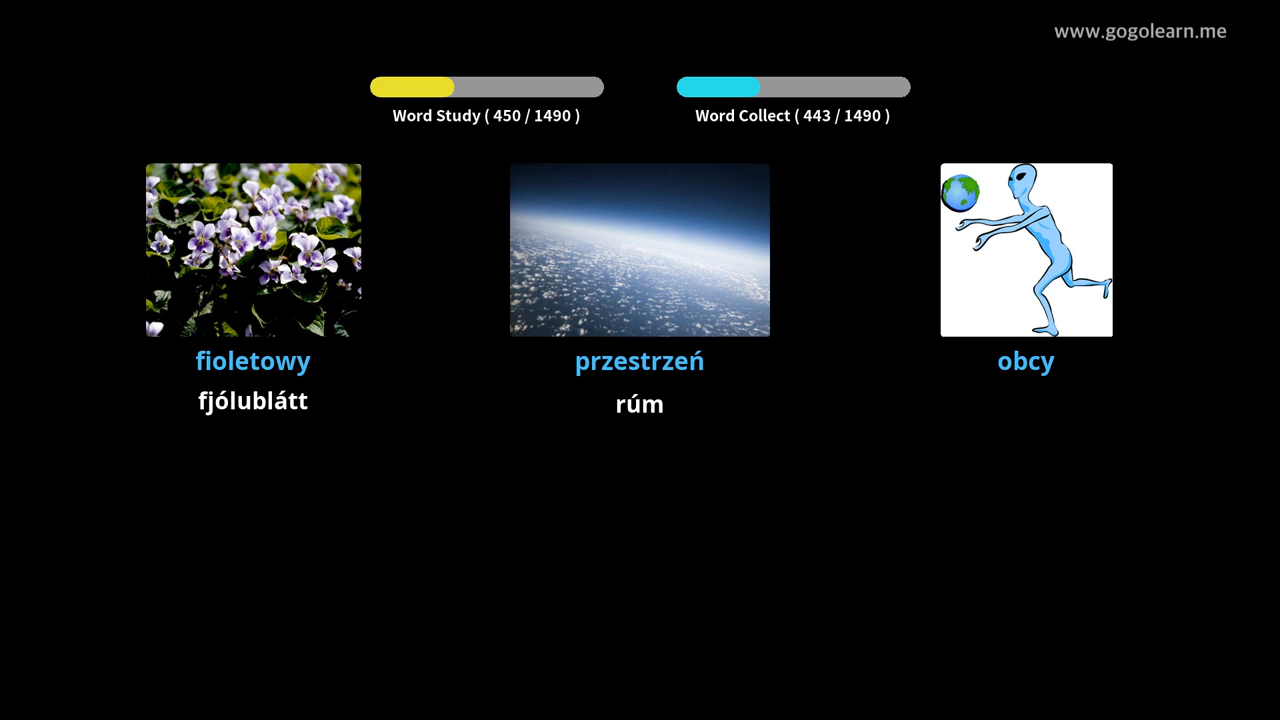 www.gogolearn.me
Word Study ( 450 / 1490 )
Word Collect ( 443 / 1490 )
fioletowy
fjólublátt
przestrzeń
rúm
obcy